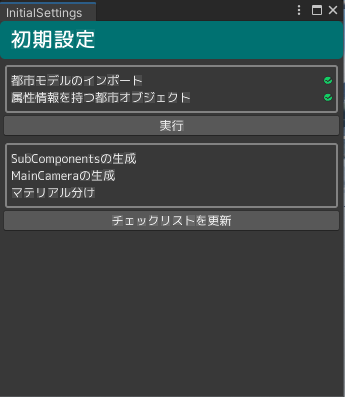 InitialSettings
初期設定
都市モデルのインポート
属性情報を持つ都市オブジェクト
実行
SubComponentsの生成
MainCameraの生成
マテリアル分け
チェックリストを更新